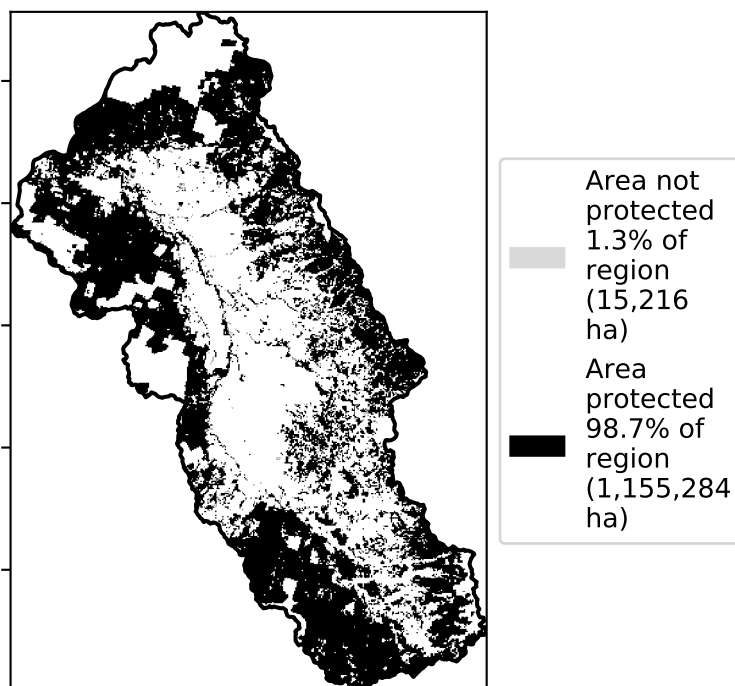 Area not
protected
1.3% of
region
(15,216
ha)
Area
protected
98.7% of
region
(1,155,284
ha)